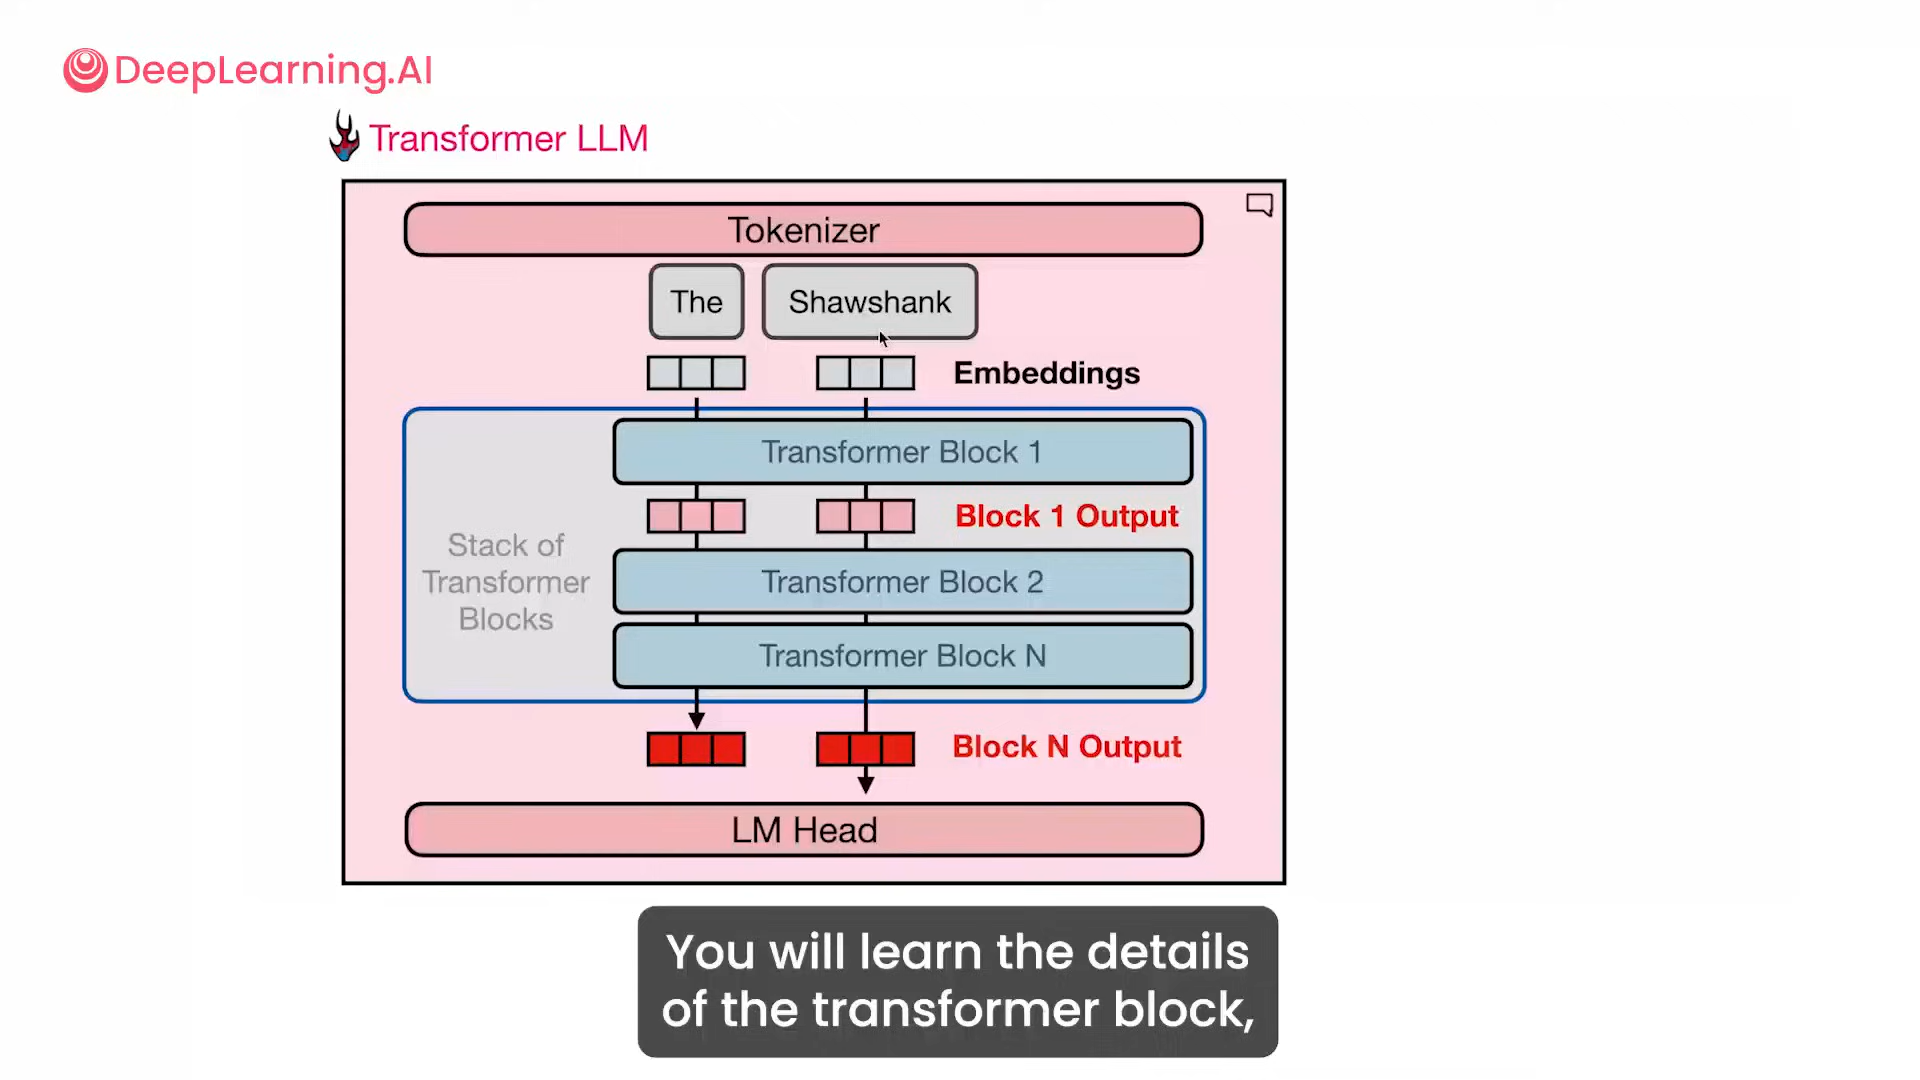 DeepLearning.AI
Transformer LLM
Tokenizer
The
Shawshank
Embeddings
Transformer Block 1
Block 1 Output
Stack of
Transformer
Blocks
Transformer Block 2
Transformer Block N
Block N Output
LM Head
You will learn the details
of the transformer block,